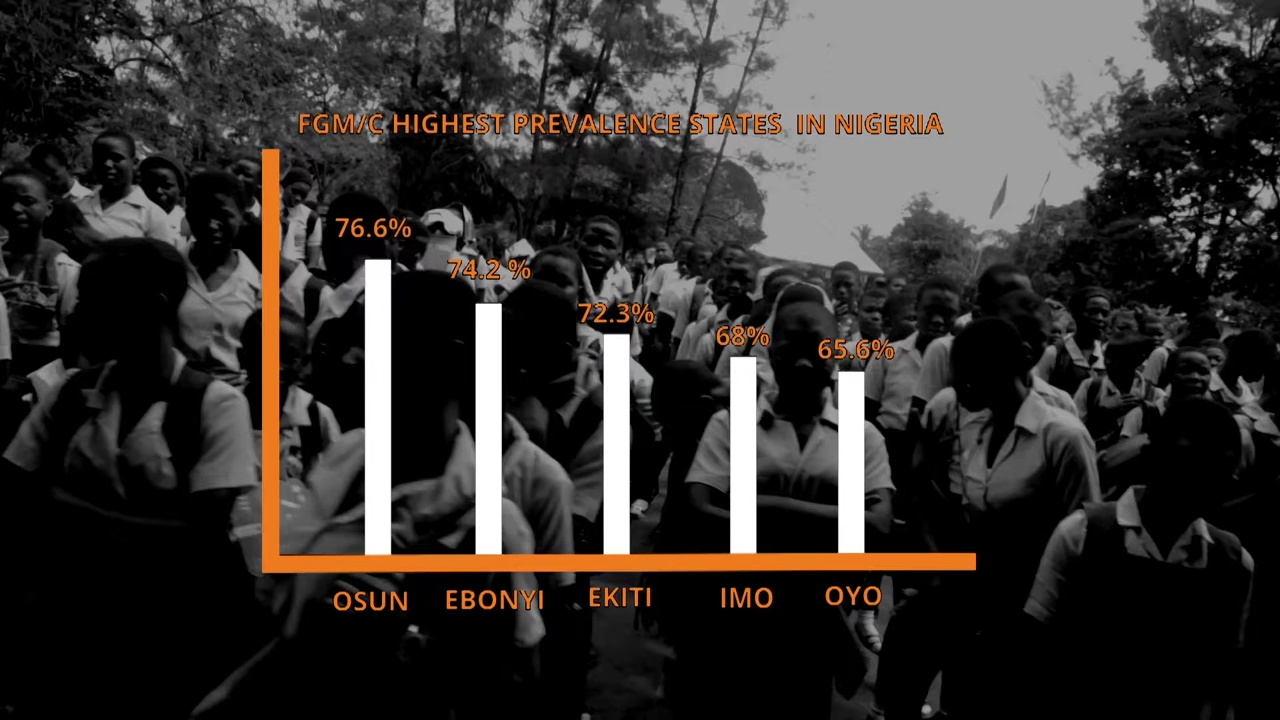 FGM/C HIGHEST PREVALENCE STATES IN NIGERIA
76.6%
74.2 %
72.3%
68%
65.6%
OSUN EBONYI EKITI IMO OYO